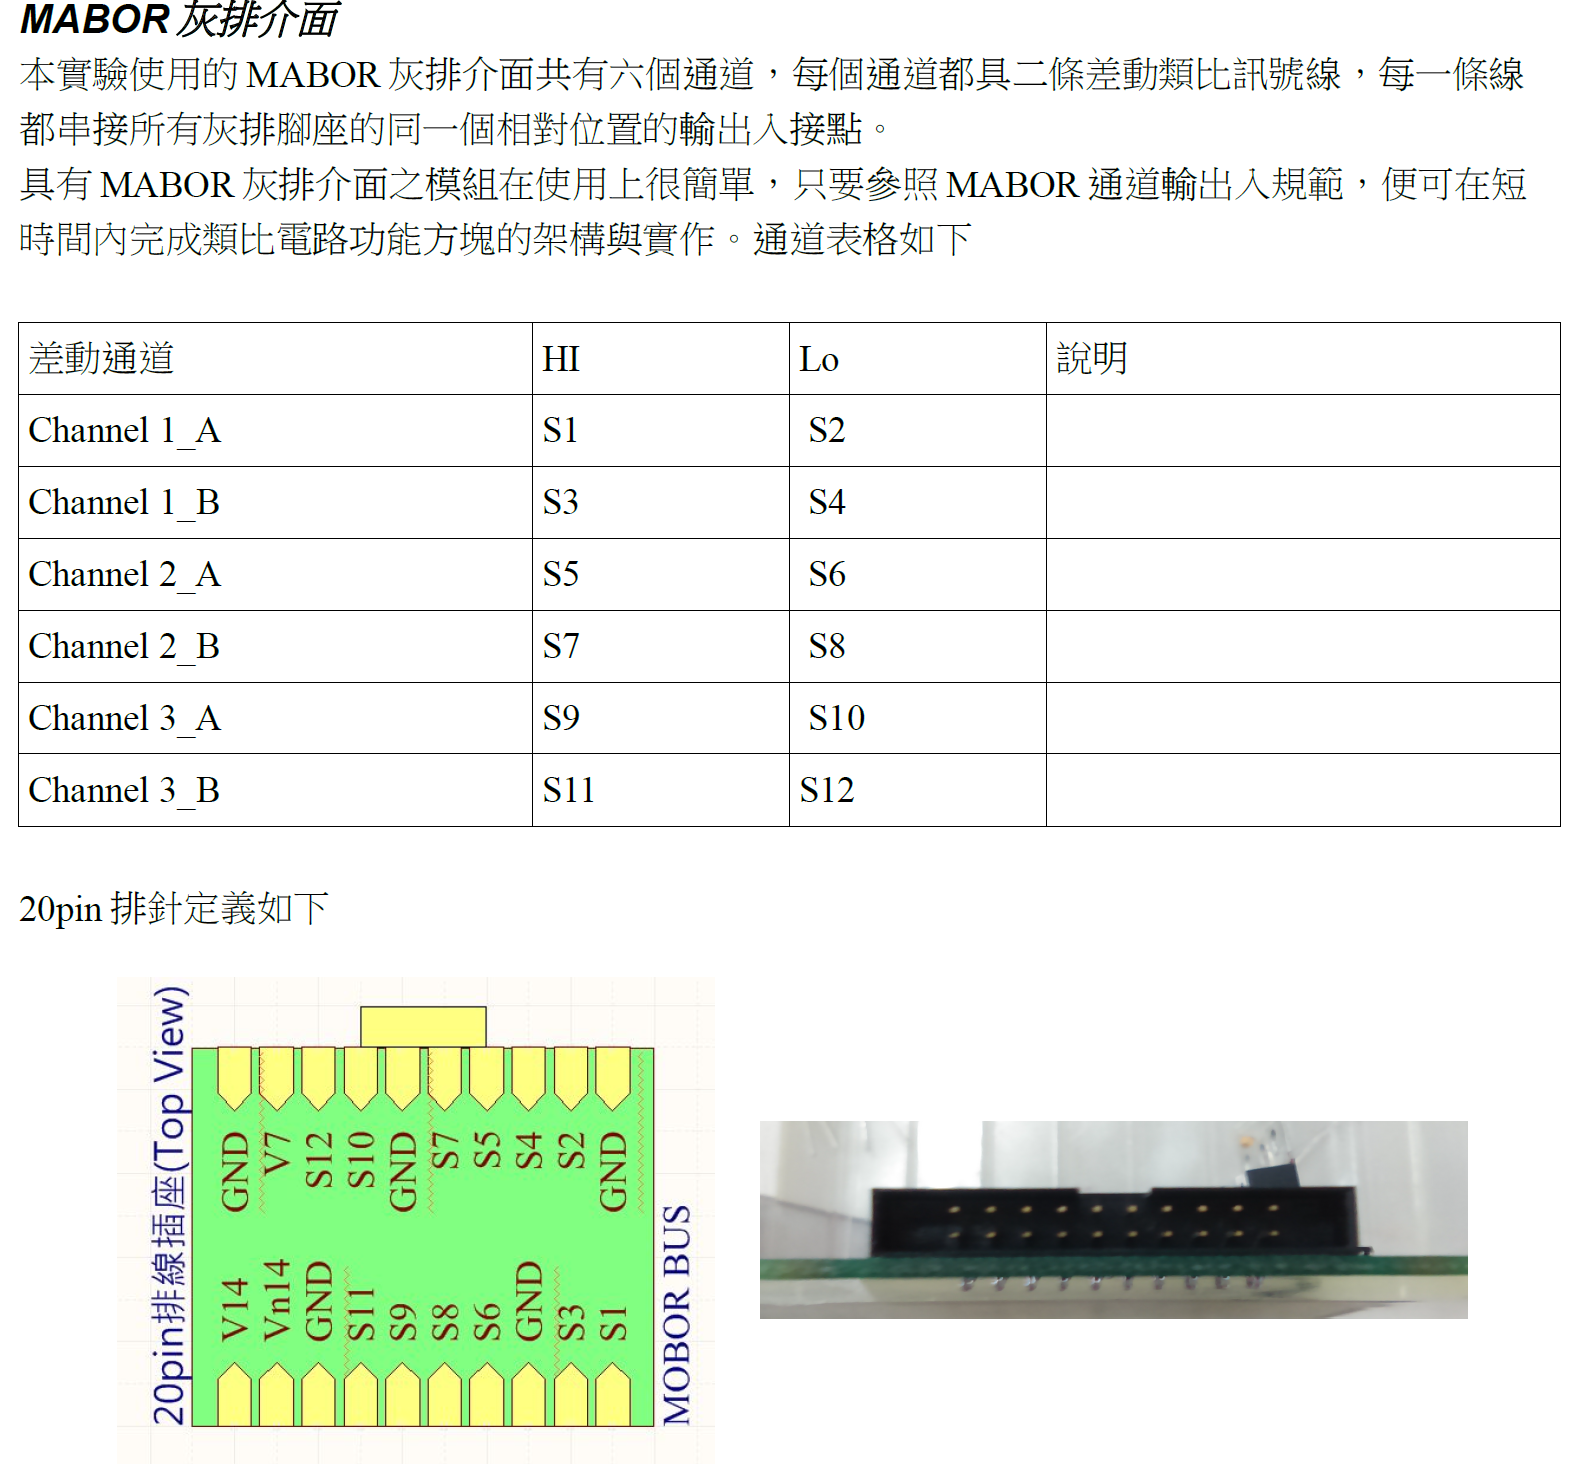 MABOR 灰排介面
本實驗使用的 MABOR 灰排介面共有六個通道，每個通道都具二條差動類比訊號線，每一條線
都串接所有灰排腳座的同一個相對位置的輸出入接點。
具有 MABOR 灰排介面之模組在使用上很簡單，只要參照 MABOR 通道輸出入規範，便可在短
時間內完成類比電路功能方塊的架構與實作。通道表格如下
差動通道 HI Lo 說明
Channel 1_A S1 S2
Channel 1_B S3 S4
Channel 2_A S5 S6
Channel 2_B S7 S8
Channel 3_A S9 S10
Channel 3_B S11 S12
20pin 排針定義如下
20pin排線插座(Top View)
GND V7 S12 S10 GND S7 S5 S4 S2 GND
V14 Vn14 GND S11 S9 S8 S6 GND S3 S1
MOBOR BUS